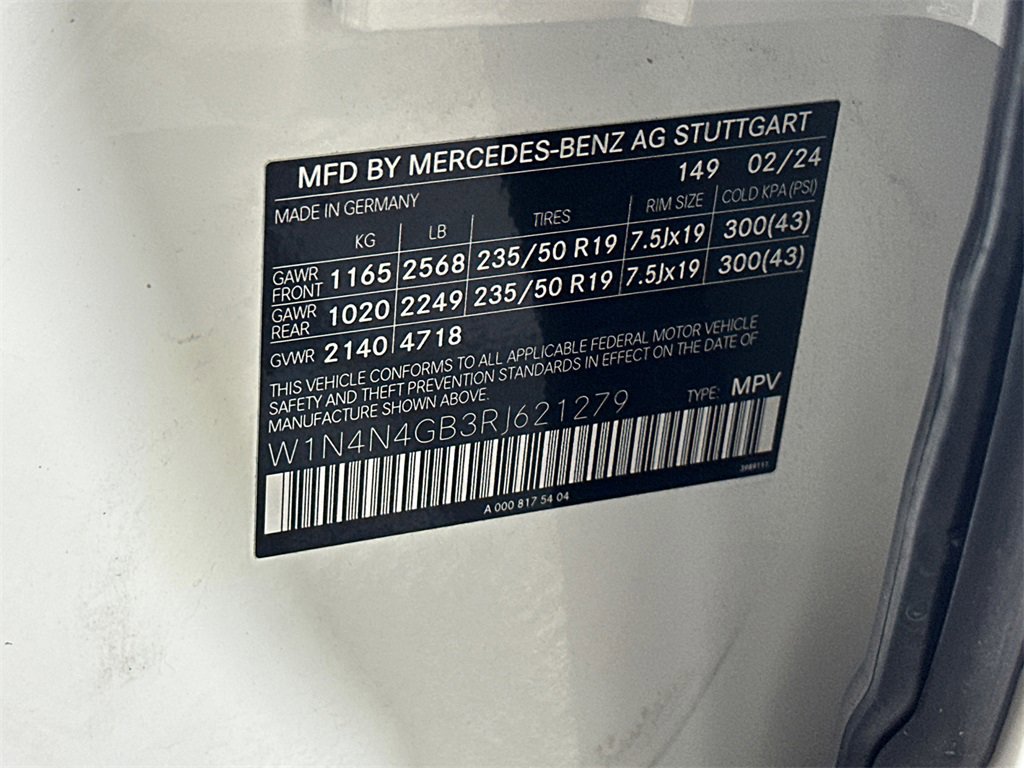 MFD BY MERCEDES-BENZ AG STUTTGART
149 02/24
MADE IN GERMANY
KG LB TIRES RIM SIZE COLD KPA (PSI)
GAWR FRONT 1165 2568 235/50 R19 7.5Jx19 300(43)
GAWR REAR 1020 2249 235/50 R19 7.5Jx19 300(43)
GVWR 2140 4718
THIS VEHICLE CONFORMS TO ALL APPLICABLE FEDERAL MOTOR VEHICLE
SAFETY AND THEFT PREVENTION STANDARDS IN EFFECT ON THE DATE OF
MANUFACTURE SHOWN ABOVE.
W1N4N4GB3RJ621279 TYPE: MPV
A 000 817 54 04